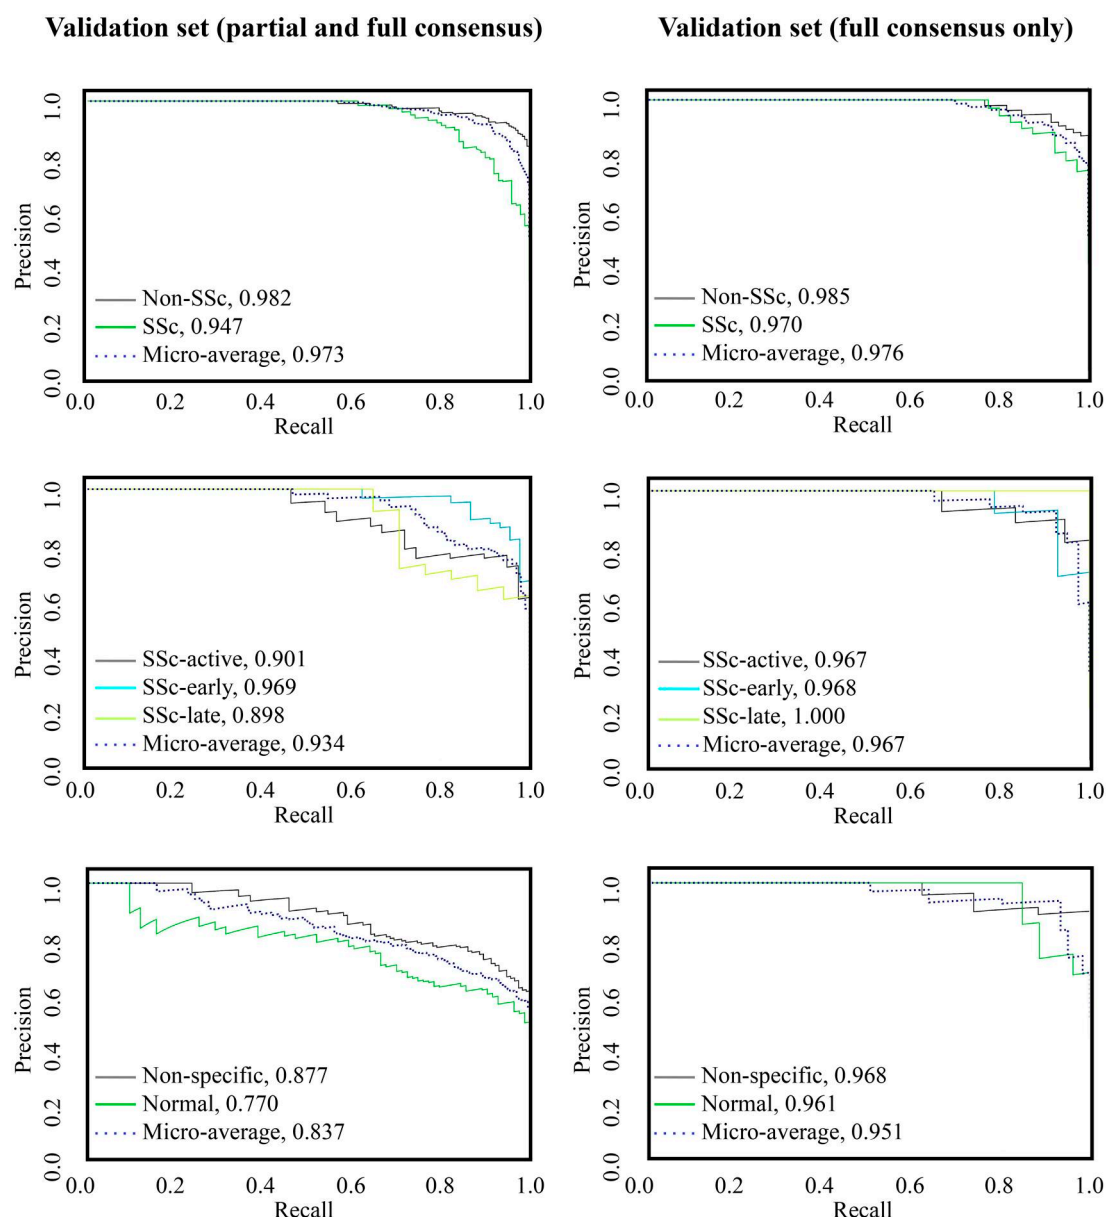 Validation set (partial and full consensus)
Validation set (full consensus only)
Precision
0.0 0.2 0.4 0.6 0.8 1.0
Non-SSc, 0.982
SSc, 0.947
Micro-average, 0.973
0.0 0.2 0.4 0.6 0.8 1.0
Recall
Precision
0.0 0.2 0.4 0.6 0.8 1.0
Non-SSc, 0.985
SSc, 0.970
Micro-average, 0.976
0.0 0.2 0.4 0.6 0.8 1.0
Recall
Precision
0.0 0.2 0.4 0.6 0.8 1.0
SSc-active, 0.901
SSc-early, 0.969
SSc-late, 0.898
Micro-average, 0.934
0.0 0.2 0.4 0.6 0.8 1.0
Recall
Precision
0.0 0.2 0.4 0.6 0.8 1.0
SSc-active, 0.967
SSc-early, 0.968
SSc-late, 1.000
Micro-average, 0.967
0.0 0.2 0.4 0.6 0.8 1.0
Recall
Precision
0.0 0.2 0.4 0.6 0.8 1.0
Non-specific, 0.877
Normal, 0.770
Micro-average, 0.837
0.0 0.2 0.4 0.6 0.8 1.0
Recall
Precision
0.0 0.2 0.4 0.6 0.8 1.0
Non-specific, 0.968
Normal, 0.961
Micro-average, 0.951
0.0 0.2 0.4 0.6 0.8 1.0
Recall